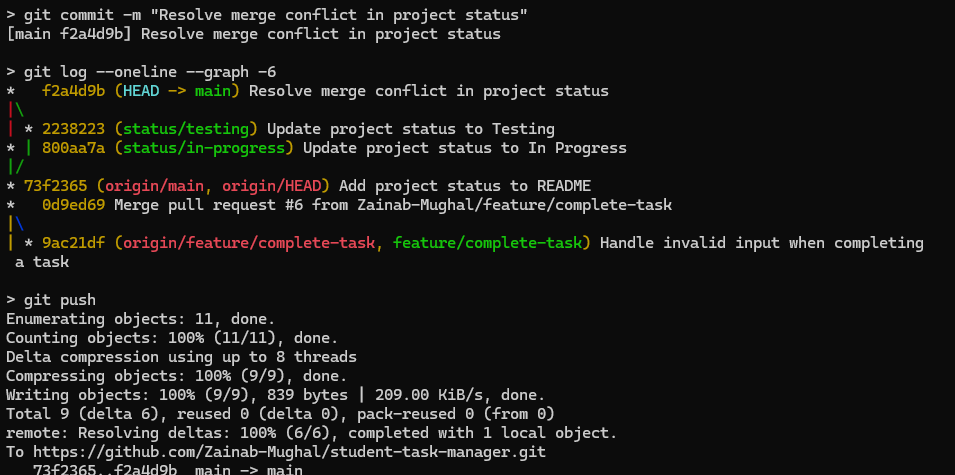 > git commit -m "Resolve merge conflict in project status"
[main f2a4d9b] Resolve merge conflict in project status
> git log --oneline --graph -6
*   f2a4d9b (HEAD -> main) Resolve merge conflict in project status
|\
| * 2238223 (status/testing) Update project status to Testing
* | 800aa7a (status/in-progress) Update project status to In Progress
|/
* 73f2365 (origin/main, origin/HEAD) Add project status to README
*   0d9ed69 Merge pull request #6 from Zainab-Mughal/feature/complete-task
|\
| * 9ac21df (origin/feature/complete-task, feature/complete-task) Handle invalid input when completing
 a task
> git push
Enumerating objects: 11, done.
Counting objects: 100% (11/11), done.
Delta compression using up to 8 threads
Compressing objects: 100% (9/9), done.
Writing objects: 100% (9/9), 839 bytes | 209.00 KiB/s, done.
Total 9 (delta 6), reused 0 (delta 0), pack-reused 0 (from 0)
remote: Resolving deltas: 100% (6/6), completed with 1 local object.
To https://github.com/Zainab-Mughal/student-task-manager.git
   73f2365..f2a4d9b  main -> main